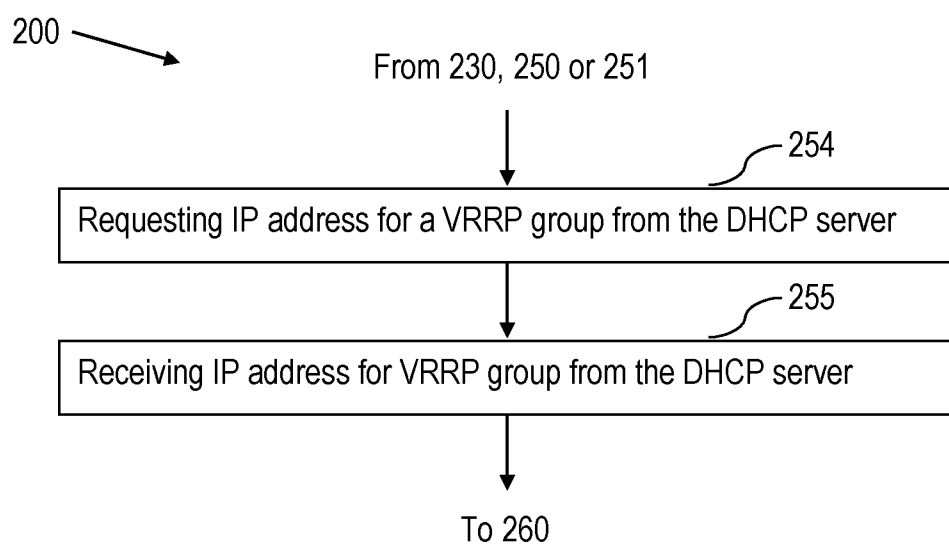 200
From 230, 250 or 251
254
Requesting IP address for a VRRP group from the DHCP server
255
Receiving IP address for VRRP group from the DHCP server
To 260